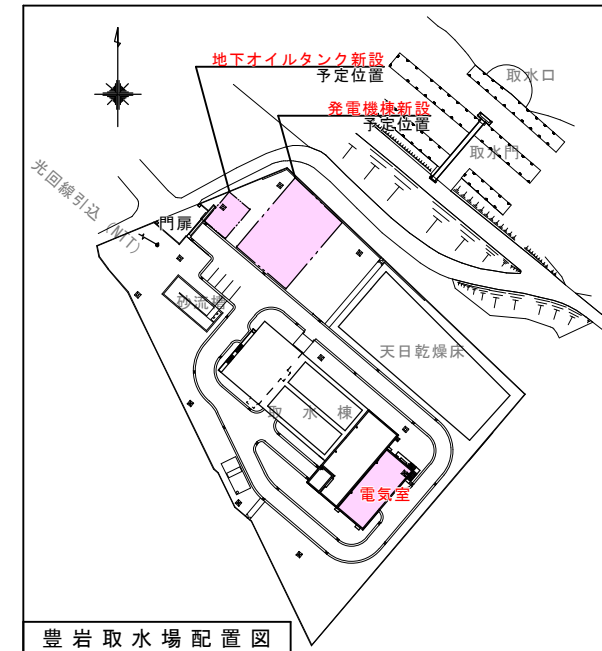 地下オイルタンク新設
予定位置
取水口
発電機棟新設
予定位置
取水門
光回線引込（NTT）
門扉
砂流槽
天日乾燥床
取水棟
電気室
豊岩取水場配置図